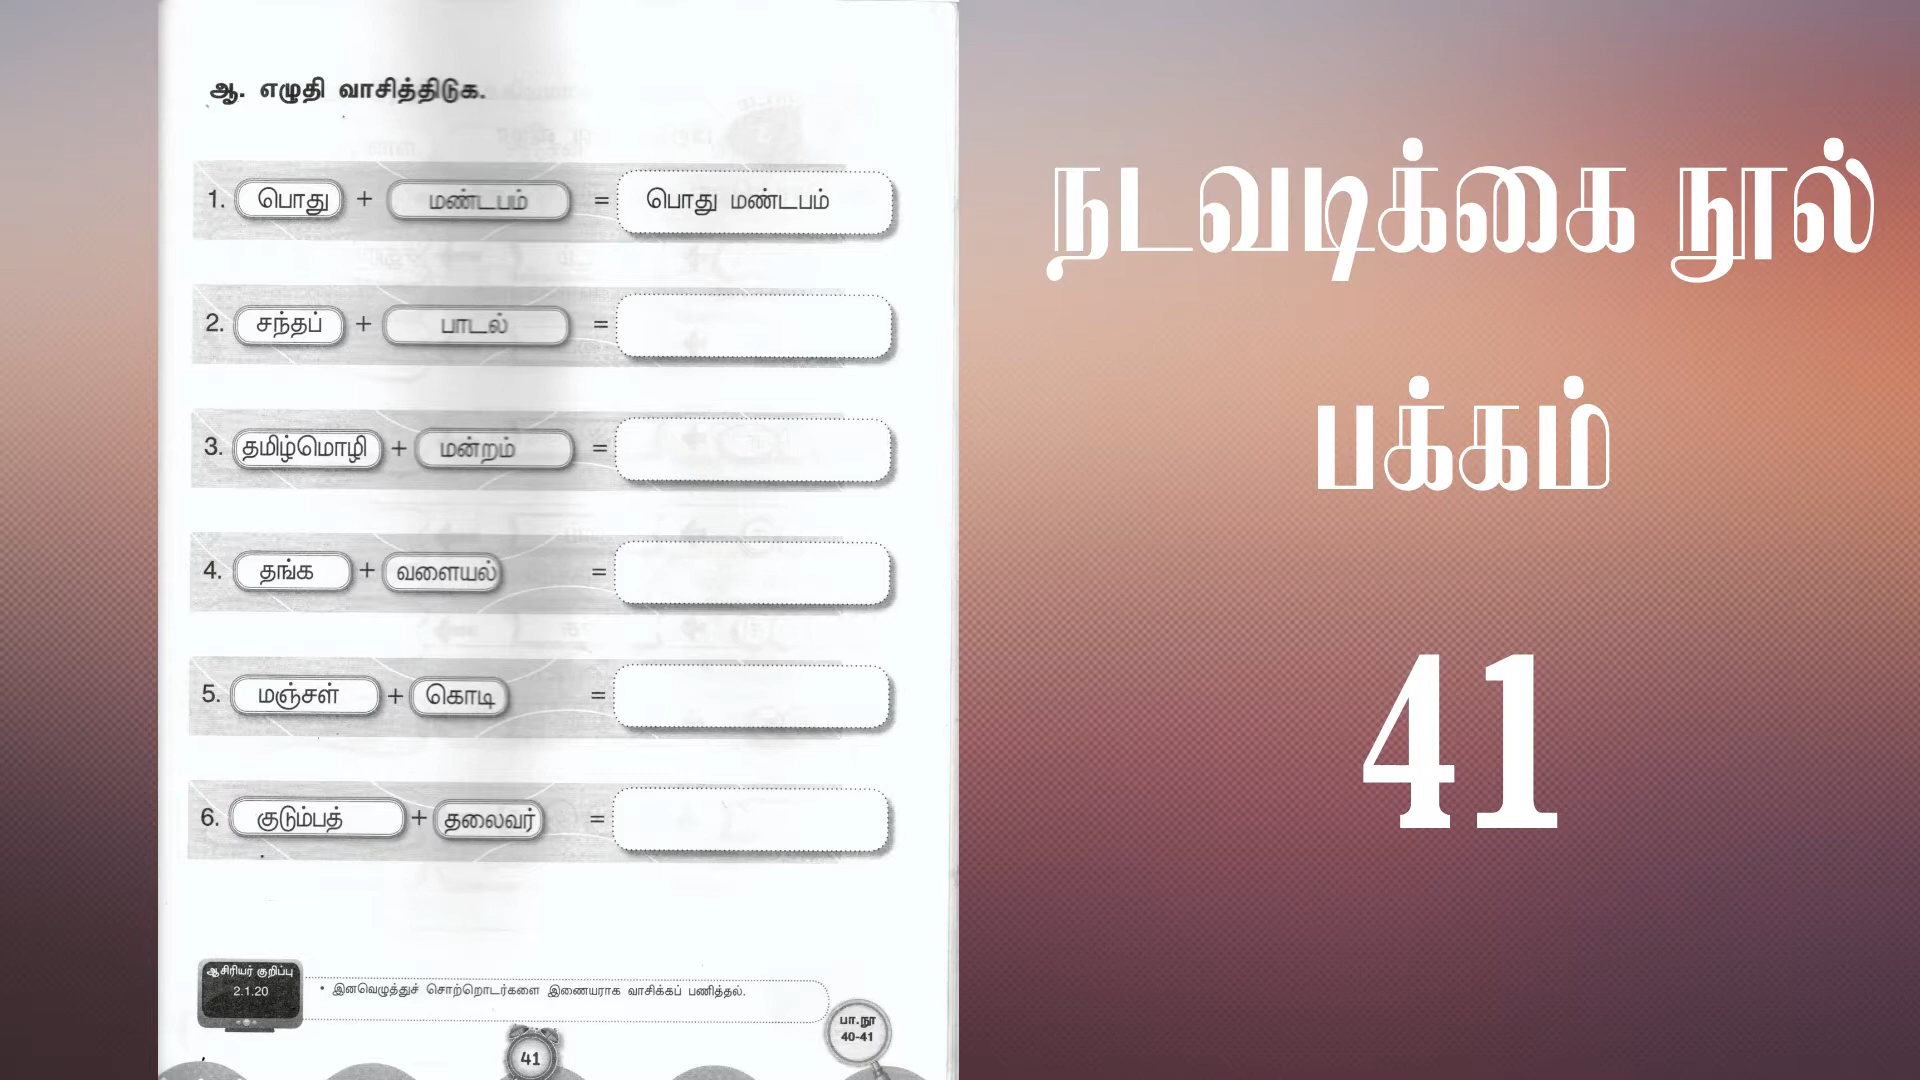 ஆ. எழுதி வாசித்திடுக.
1. பொது + மண்டபம் = பொது மண்டபம்
2. சந்தப் + பாடல் =
3. தமிழ்மொழி + மன்றம் =
4. தங்க + வளையல் =
5. மஞ்சள் + கொடி =
6. குடும்பத் + தலைவர் =
ஆசிரியர் குறிப்பு
2.1.20
• இனவெழுத்துச் சொற்றொடர்களை இணையராக வாசிக்கப் பணித்தல்.
பா.நூ
40-41
41
நடவடிக்கை நூல்
பக்கம்
41